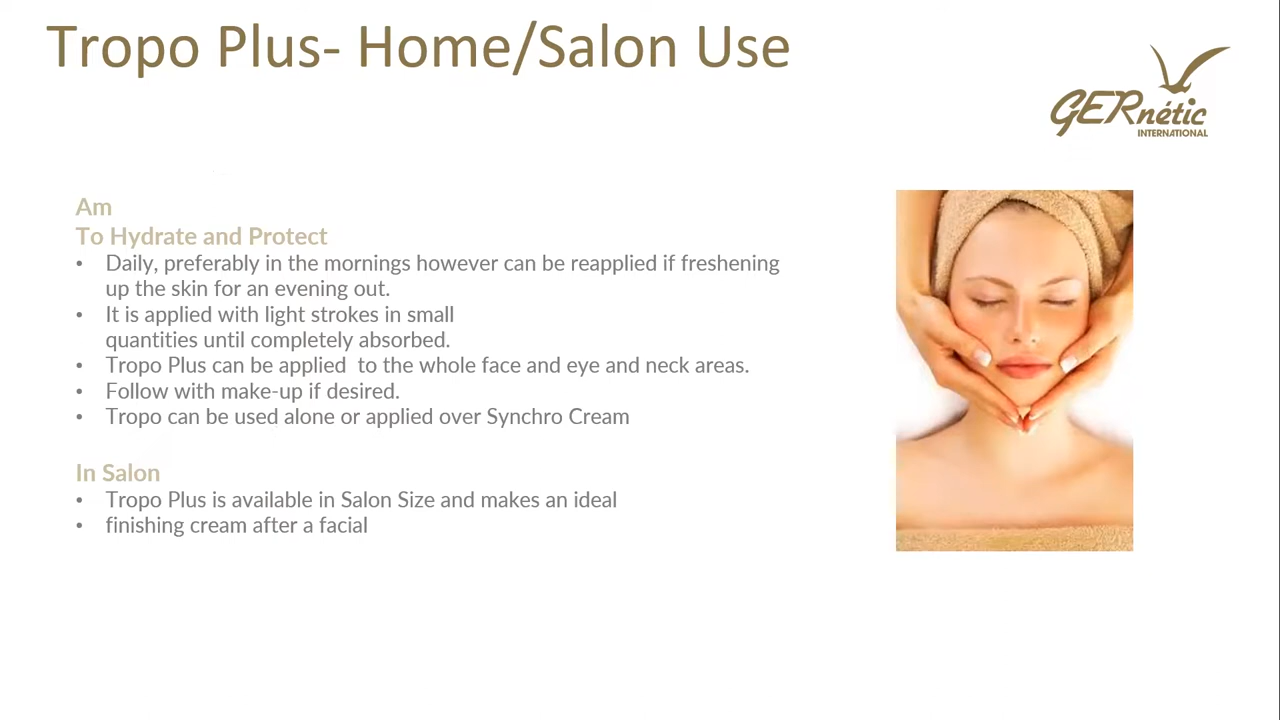 Tropo Plus- Home/Salon Use
GERnétic
INTERNATIONAL
Am
To Hydrate and Protect
• Daily, preferably in the mornings however can be reapplied if freshening
up the skin for an evening out.
• It is applied with light strokes in small
quantities until completely absorbed.
• Tropo Plus can be applied  to the whole face and eye and neck areas.
• Follow with make-up if desired.
• Tropo can be used alone or applied over Synchro Cream
In Salon
• Tropo Plus is available in Salon Size and makes an ideal
• finishing cream after a facial